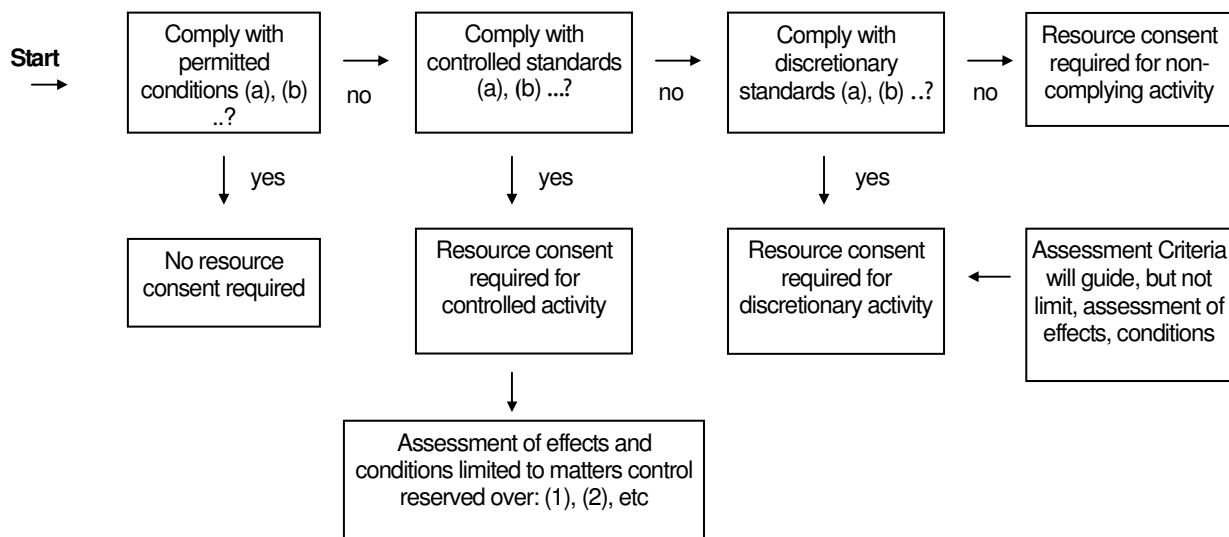 Start
Comply with
permitted
conditions (a), (b)
..?
no
Comply with
controlled standards
(a), (b) ...?
no
Comply with
discretionary
standards (a), (b) ..?
no
Resource consent
required for non-
complying activity
yes
yes
yes
No resource
consent required
Resource consent
required for
controlled activity
Resource consent
required for
discretionary activity
Assessment Criteria
will guide, but not
limit, assessment of
effects, conditions
Assessment of effects and
conditions limited to matters control
reserved over: (1), (2), etc